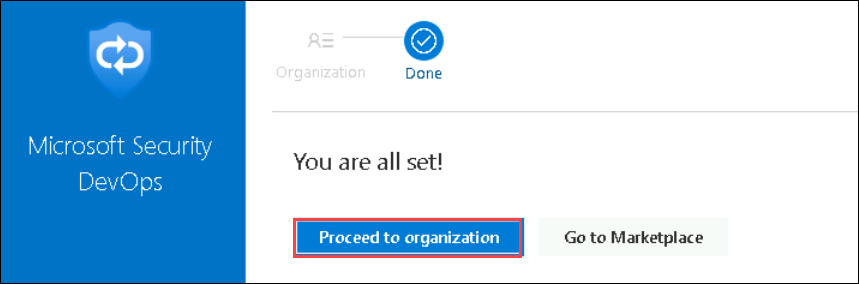 Microsoft Security
DevOps
Organization
Done
You are all set!
Proceed to organization
Go to Marketplace